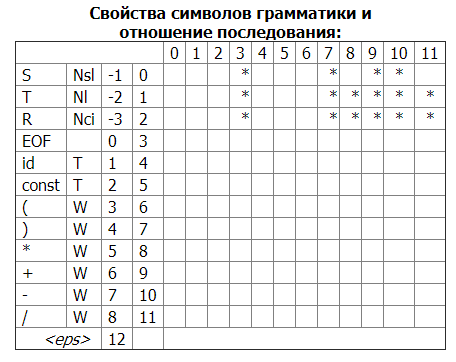 Свойства символов грамматики и
отношение последования:
0 1 2 3 4 5 6 7 8 9 10 11
S Nsl -1 0 * * * *
T Nl -2 1 * * * * * *
R Nci -3 2 * * * * * *
EOF 0 3
id T 1 4
const T 2 5
( W 3 6
) W 4 7
* W 5 8
+ W 6 9
- W 7 10
/ W 8 11
<eps> 12